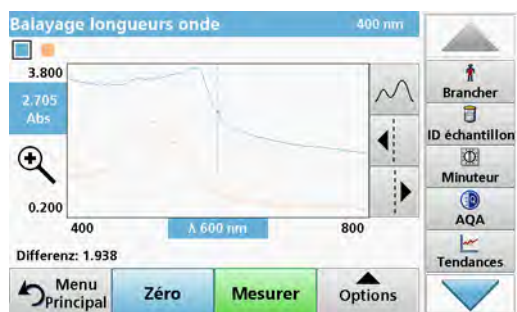 Balayage longueurs onde 400 nm
3.800
2.705
Abs
0.200
400 λ 600 nm 800
Differenz: 1.938
Menu
Principal
Zéro
Mesurer
Options
Brancher
ID échantillon
Minuteur
AQA
Tendances